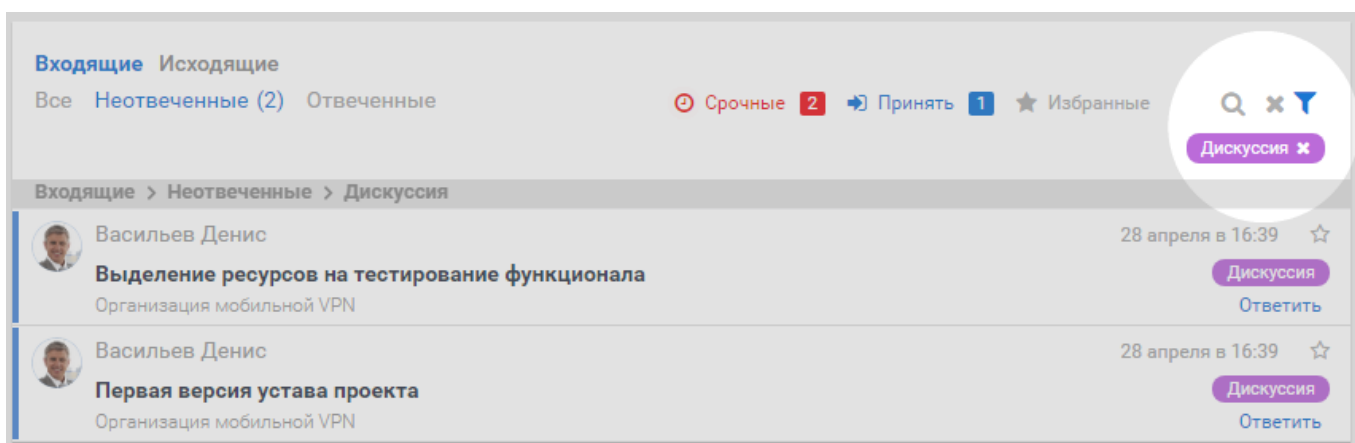 Входящие Исходящие
Все Неотвеченные (2) Отвеченные Срочные 2 Принять 1 Избранные
Дискуссия
Входящие > Неотвеченные > Дискуссия
Васильев Денис 28 апреля в 16:39
Выделение ресурсов на тестирование функционала Дискуссия
Организация мобильной VPN Ответить
Васильев Денис 28 апреля в 16:39
Первая версия устава проекта Дискуссия
Организация мобильной VPN Ответить